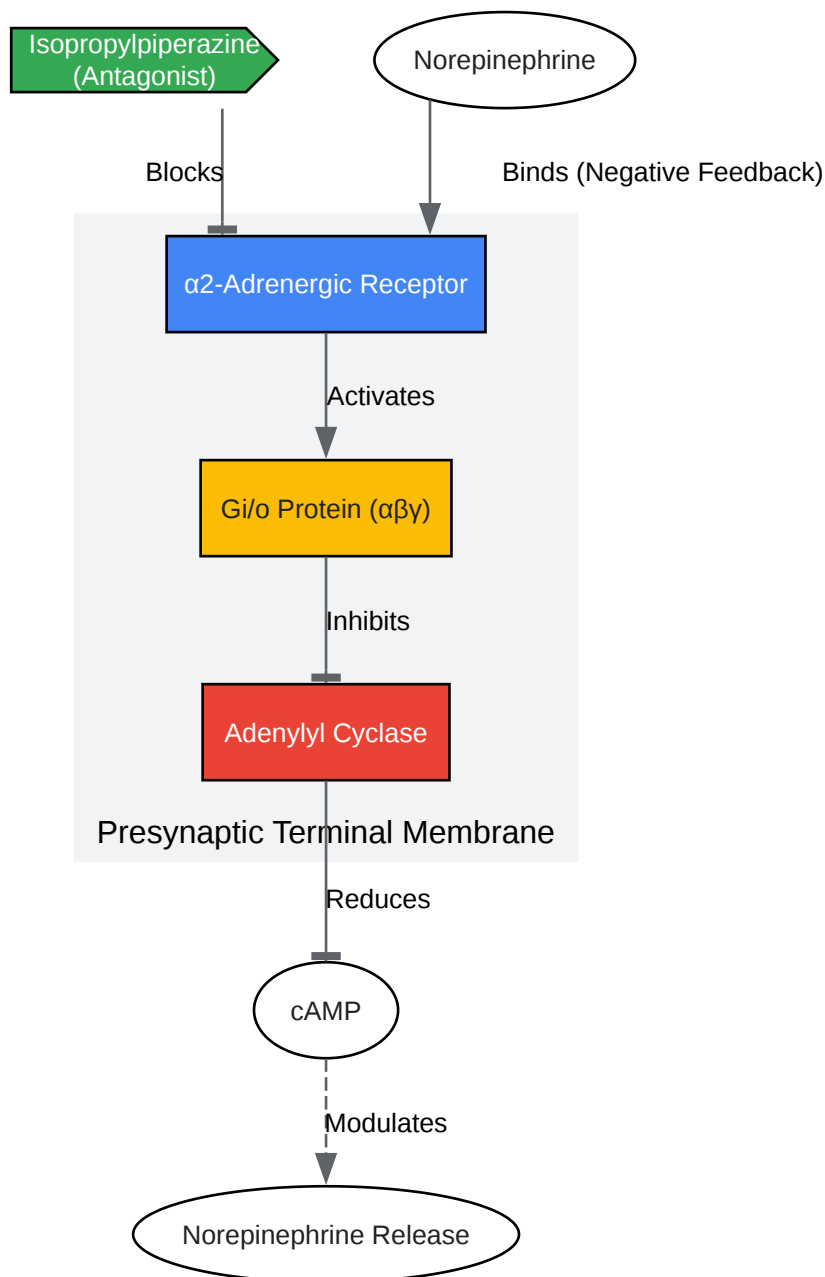 Isopropylpiperazine
(Antagonist)
Norepinephrine
Blocks
Binds (Negative Feedback)
α2-Adrenergic Receptor
Activates
Gi/o Protein (αβγ)
Inhibits
Adenylyl Cyclase
Presynaptic Terminal Membrane
Reduces
cAMP
Modulates
Norepinephrine Release